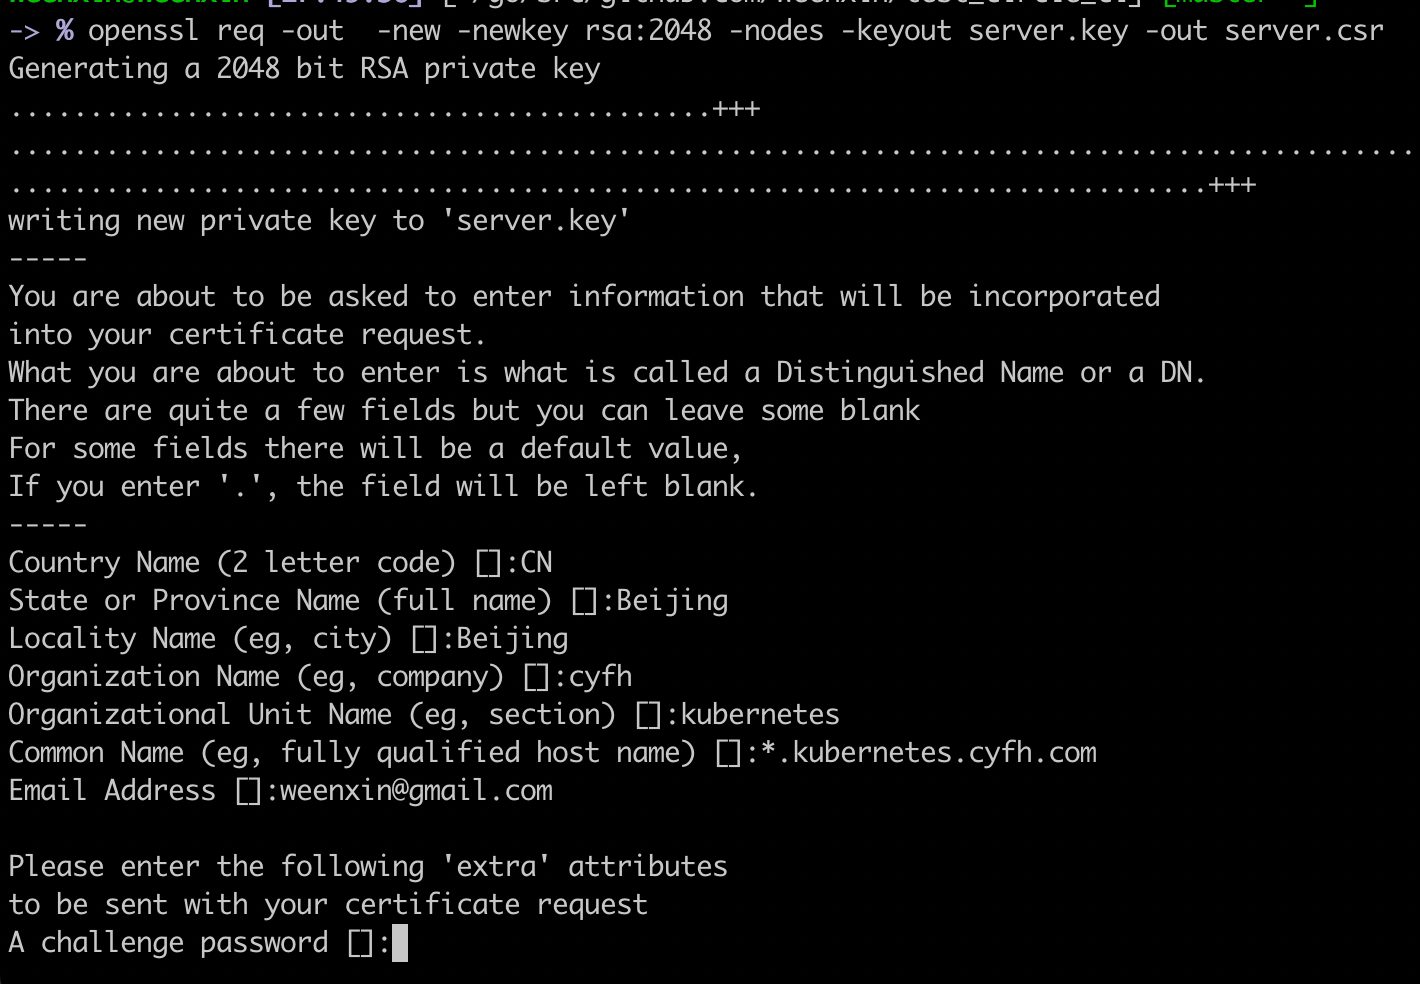 -> % openssl req -out  -new -newkey rsa:2048 -nodes -keyout server.key -out server.csr
Generating a 2048 bit RSA private key
............................................+++
........................................................................................
...........................................................................+++
writing new private key to 'server.key'
-----
You are about to be asked to enter information that will be incorporated
into your certificate request.
What you are about to enter is what is called a Distinguished Name or a DN.
There are quite a few fields but you can leave some blank
For some fields there will be a default value,
If you enter '.', the field will be left blank.
-----
Country Name (2 letter code) []:CN
State or Province Name (full name) []:Beijing
Locality Name (eg, city) []:Beijing
Organization Name (eg, company) []:cyfh
Organizational Unit Name (eg, section) []:kubernetes
Common Name (eg, fully qualified host name) []:*.kubernetes.cyfh.com
Email Address []:weenxin@gmail.com

Please enter the following 'extra' attributes
to be sent with your certificate request
A challenge password []: